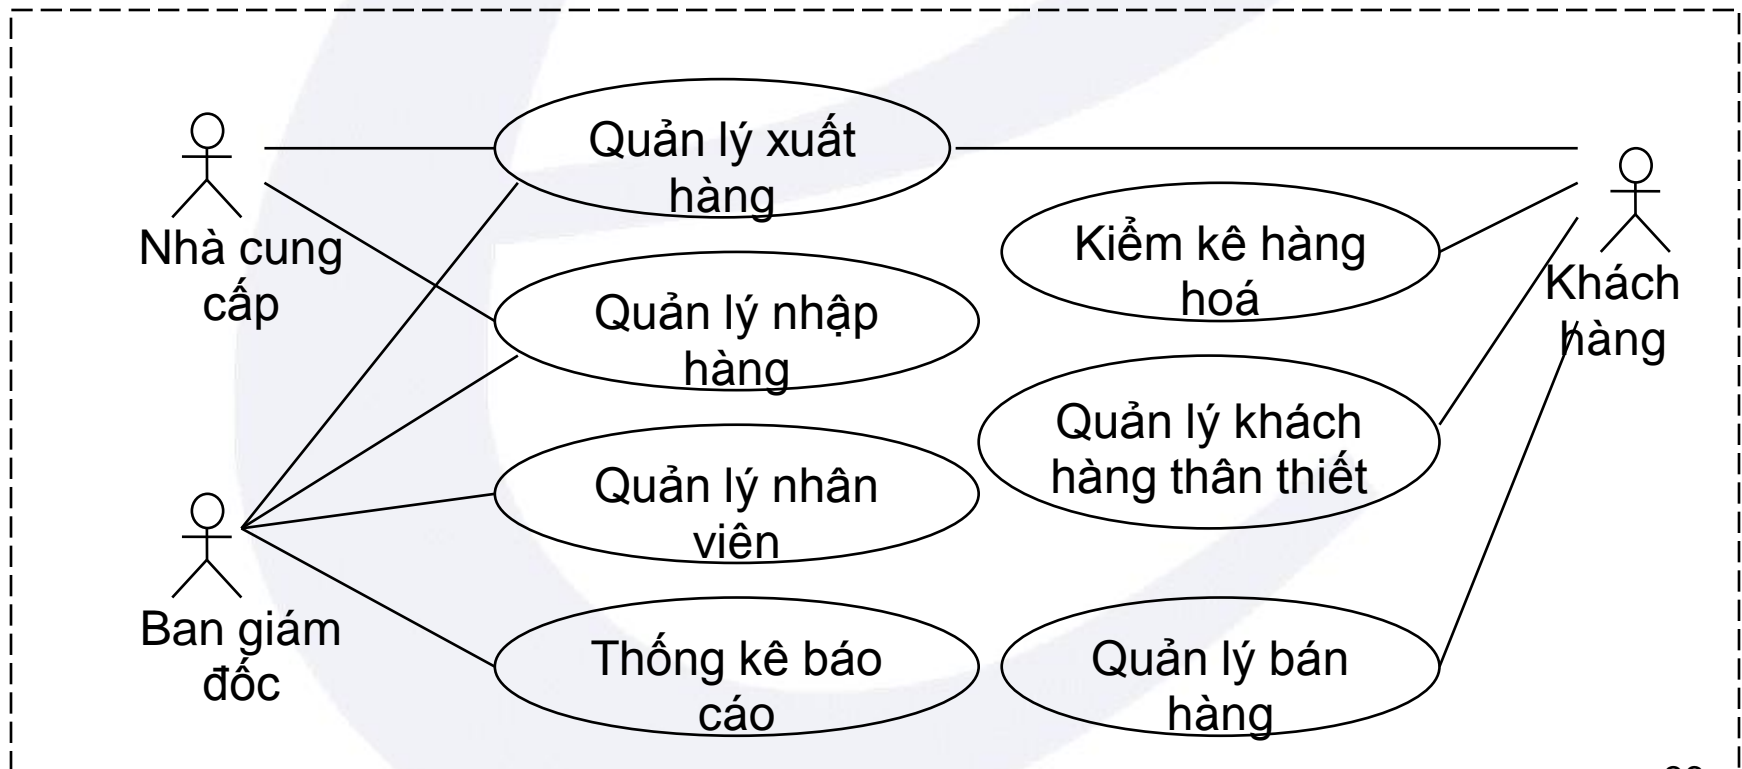 Quản lý xuất
hàng
Nhà cung
cấp
Kiểm kê hàng
hoá
Khách
hàng
Quản lý nhập
hàng
Quản lý khách
hàng thân thiết
Quản lý nhân
viên
Ban giám
đốc
Thống kê báo
cáo
Quản lý bán
hàng